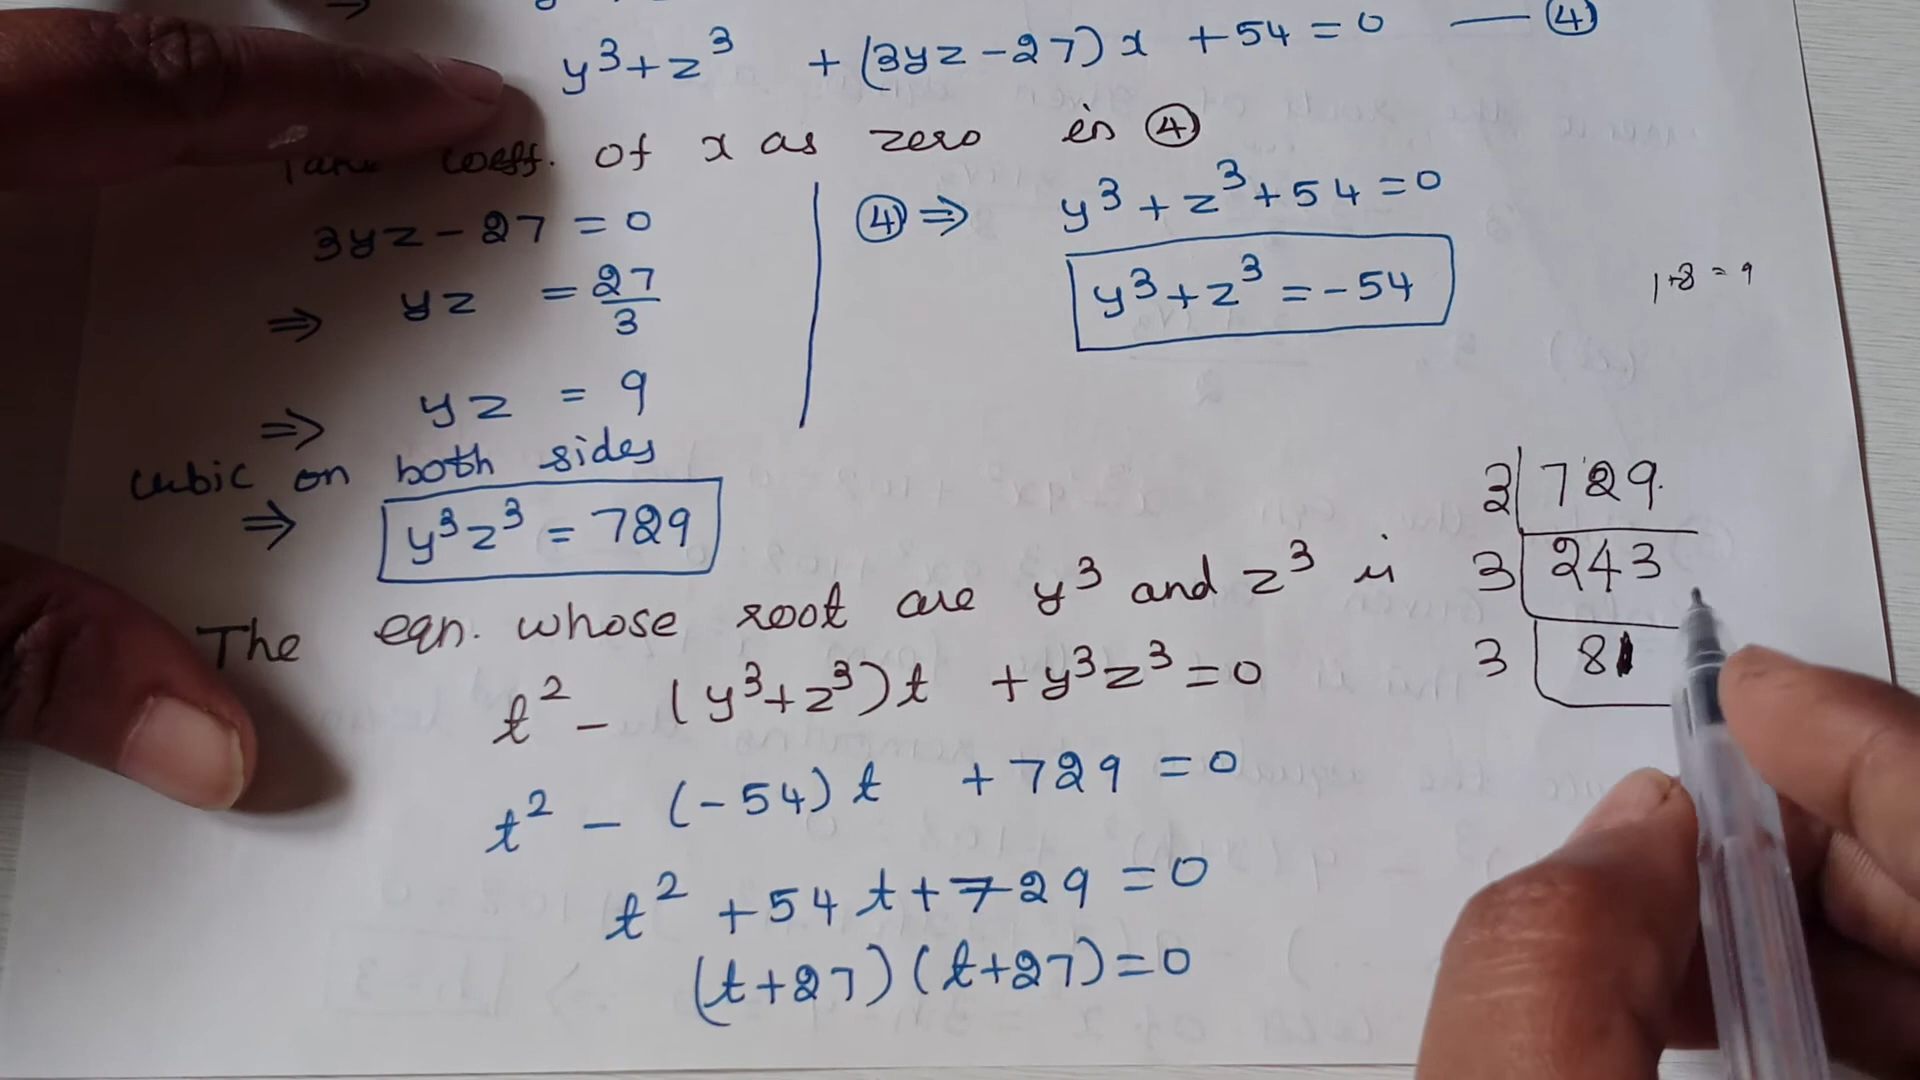 y³+z³ + (3yz-27)x + 54 = 0 — ④
coeff. of x as zero in ④
3yz - 27 = 0
⇒ yz = 27/3
⇒ yz = 9
cubic on both sides
⇒ y³z³ = 729
④ ⇒ y³ + z³ + 54 = 0
y³ + z³ = -54
1+8 = 9
The eqn. whose root are y³ and z³ is
t² - (y³+z³)t + y³z³ = 0
t² - (-54)t + 729 = 0
t² + 54t + 729 = 0
(t+27)(t+27) = 0
3 | 729
3 | 243
3 | 81